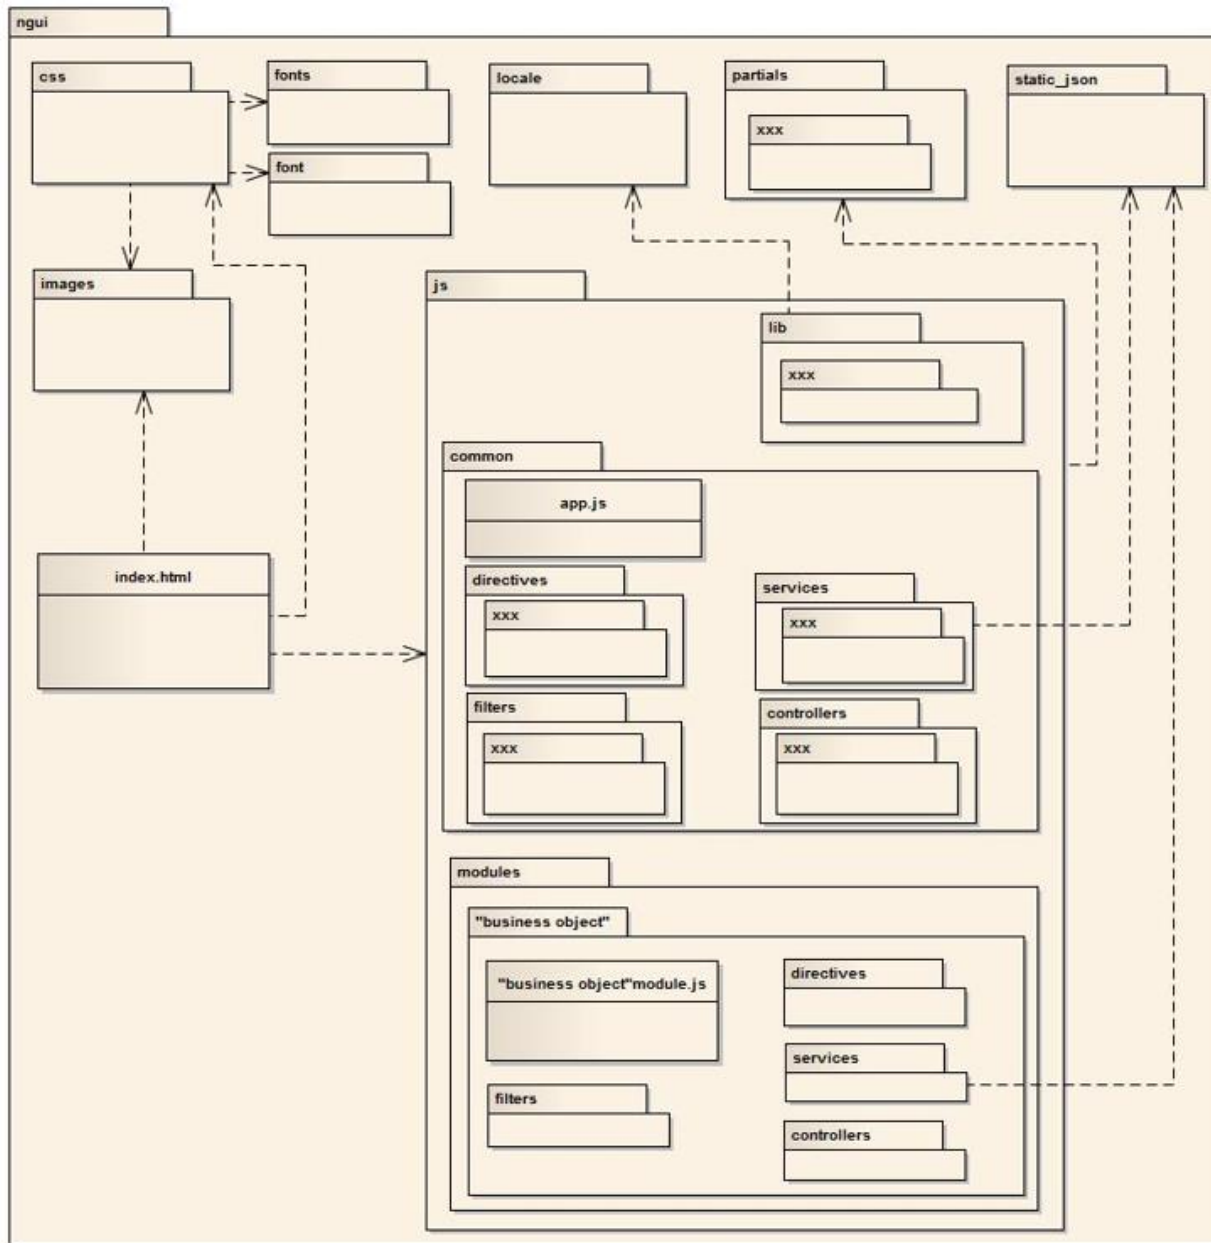 ngui
css
fonts
locale
partials
static_json
xxx
font
images
js
lib
xxx
common
app.js
index.html
directives
services
xxx
xxx
filters
controllers
xxx
xxx
modules
"business object"
"business object"module.js
directives
services
filters
controllers